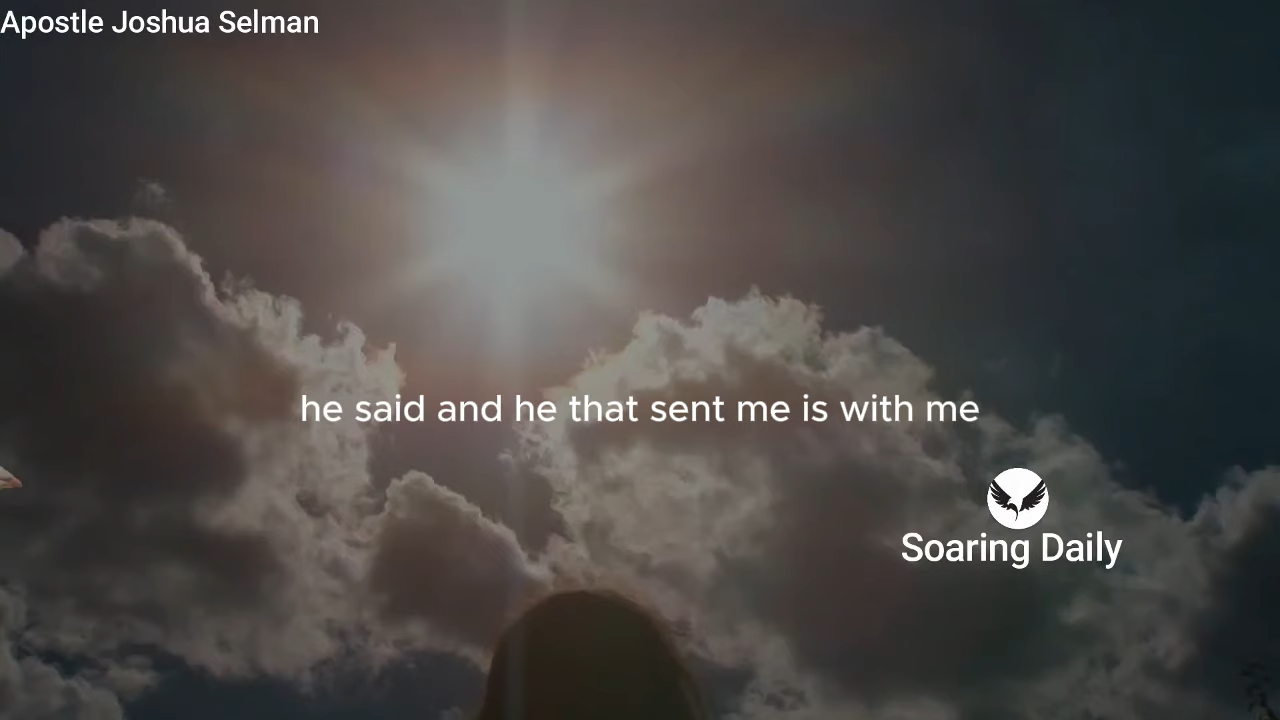 Apostle Joshua Selman
he said and he that sent me is with me
Soaring Daily